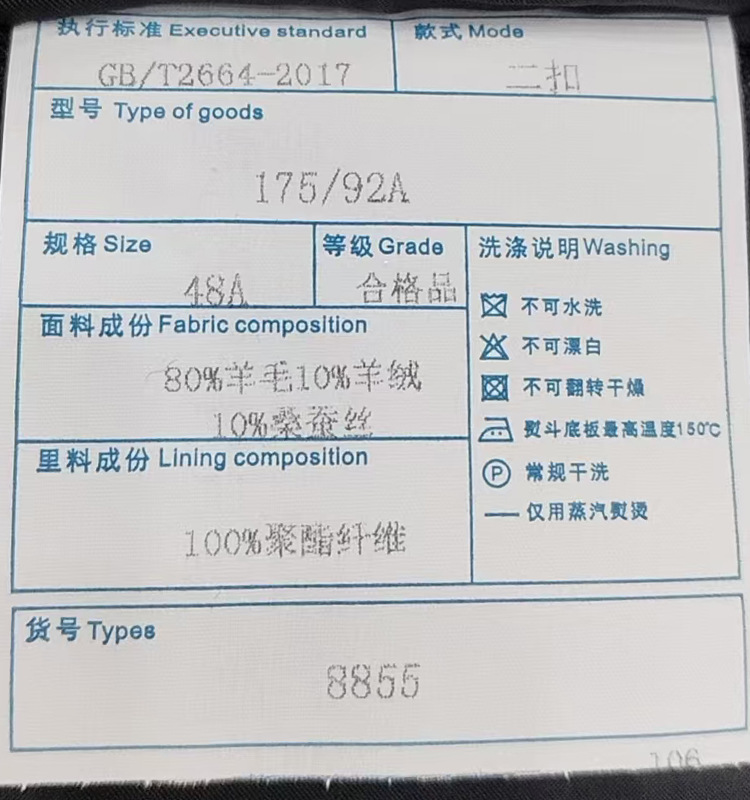 执行标准 Executive standard
款式 Mode
GB/T2664-2017
二扣
型号 Type of goods
175/92A
规格 Size
等级 Grade
洗涤说明 Washing
48A
合格品
不可水洗
面料成份 Fabric composition
不可漂白
80%羊毛10%羊绒
10%桑蚕丝
不可翻转干燥
熨斗底板最高温度150℃
里料成份 Lining composition
P 常规干洗
仅用蒸汽熨烫
100%聚酯纤维
货号 Types
8855
106